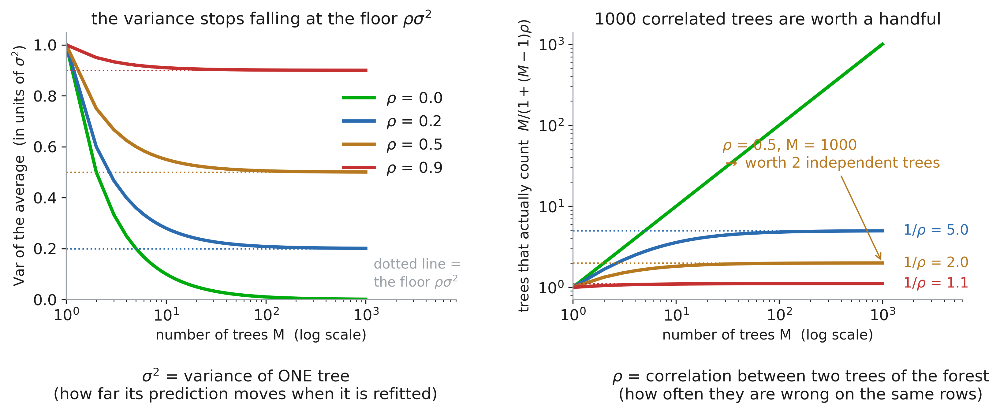 the variance stops falling at the floor ρσ²
Var of the average (in units of σ²)
1.0
0.8
0.6
0.4
0.2
0.0
ρ = 0.0
ρ = 0.2
ρ = 0.5
ρ = 0.9
dotted line =
the floor ρσ²
10⁰
10¹
10²
10³
number of trees M (log scale)
σ² = variance of ONE tree
(how far its prediction moves when it is refitted)
1000 correlated trees are worth a handful
trees that actually count M/(1 + (M − 1)ρ)
10³
10²
10¹
10⁰
ρ = 0.5, M = 1000
→ worth 2 independent trees
1/ρ = 5.0
1/ρ = 2.0
1/ρ = 1.1
10⁰
10¹
10²
10³
number of trees M (log scale)
ρ = correlation between two trees of the forest
(how often they are wrong on the same rows)